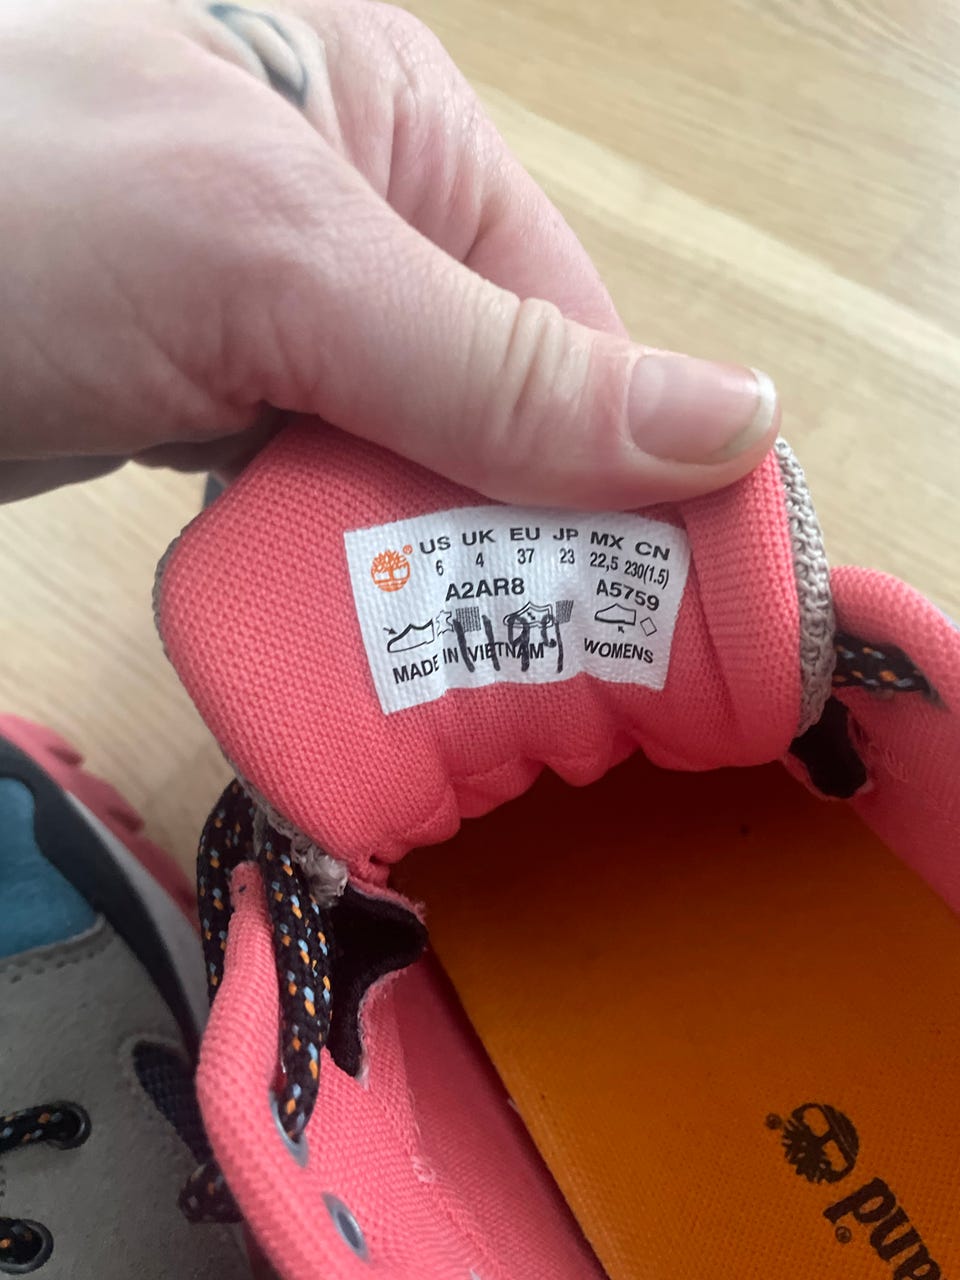 US UK EU JP MX CN
6 4 37 23 22,5 230(1.5)
A2AR8 A5759
1194
MADE IN VIETNAM WOMENS